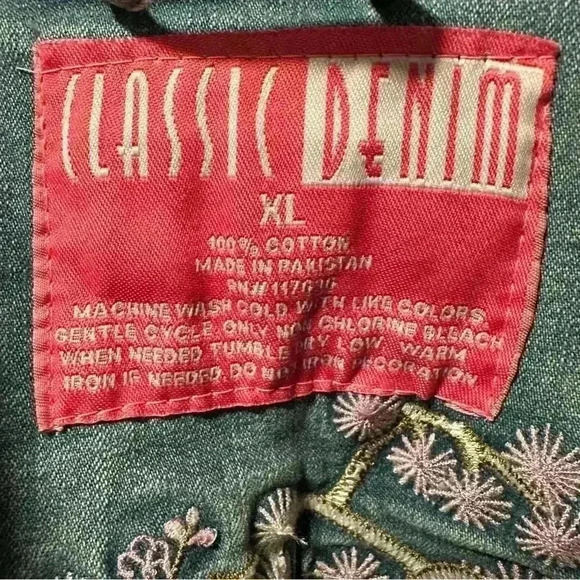 CLASSIC DENIM
XL
100% COTTON
MADE IN PAKISTAN
RN#
MACHINE WASH COLD WITH LIKE COLORS
GENTLE CYCLE ONLY NON CHLORINE BLEACH
WHEN NEEDED TUMBLE DRY LOW WARM
IRON IF NEEDED. DO NOT IRON DECORATION